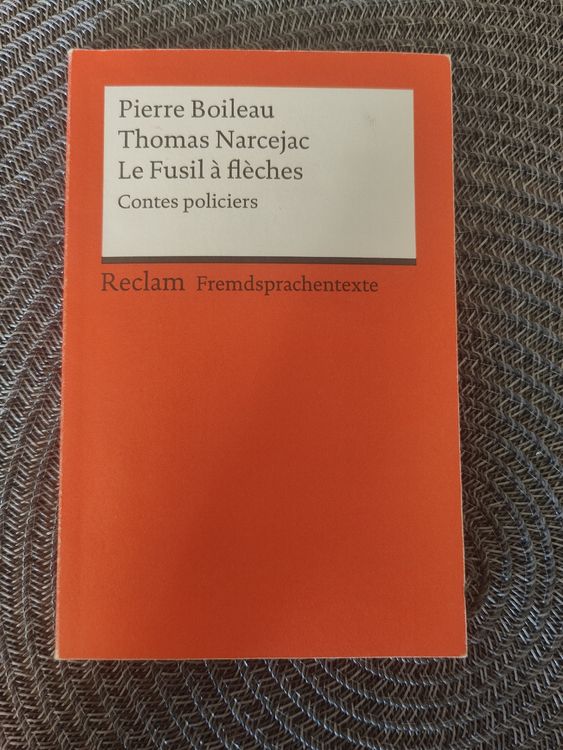 Pierre Boileau
Thomas Narcejac
Le Fusil à flèches
Contes policiers
Reclam Fremdsprachentexte